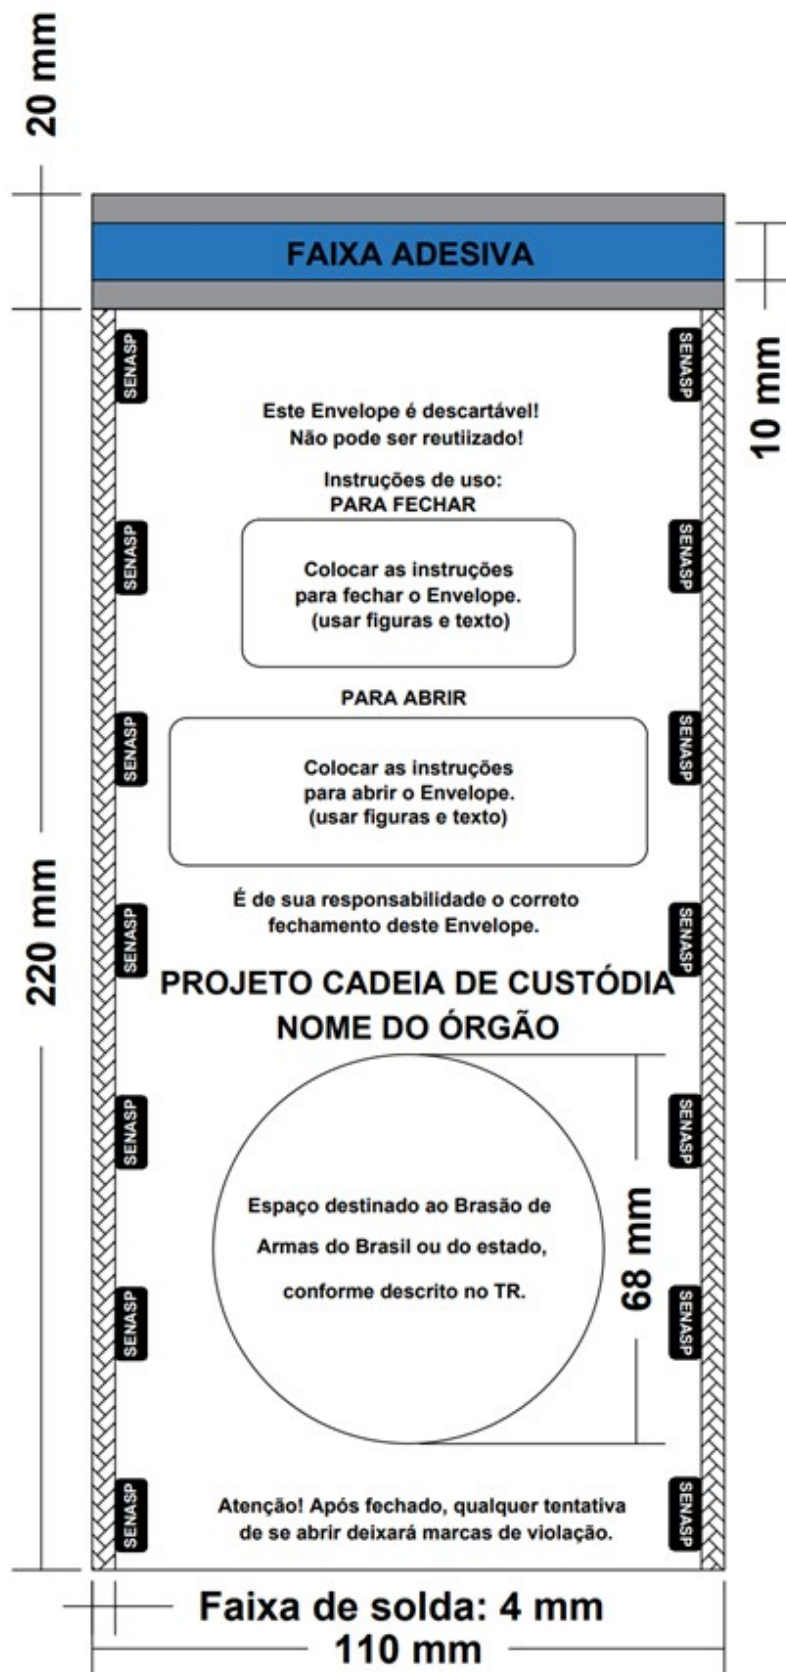 20 mm
FAIXA ADESIVA
10 mm
SENASP
SENASP
Este Envelope é descartável!
Não pode ser reutiizado!
Instruções de uso:
PARA FECHAR
SENASP
SENASP
Colocar as instruções
para fechar o Envelope.
(usar figuras e texto)
PARA ABRIR
SENASP
SENASP
Colocar as instruções
para abrir o Envelope.
(usar figuras e texto)
220 mm
É de sua responsabilidade o correto
fechamento deste Envelope.
SENASP
SENASP
PROJETO CADEIA DE CUSTÓDIA
NOME DO ÓRGÃO
SENASP
SENASP
Espaço destinado ao Brasão de
Armas do Brasil ou do estado,
conforme descrito no TR.
68 mm
SENASP
SENASP
SENASP
SENASP
Atenção! Após fechado, qualquer tentativa
de se abrir deixará marcas de violação.
Faixa de solda: 4 mm
110 mm